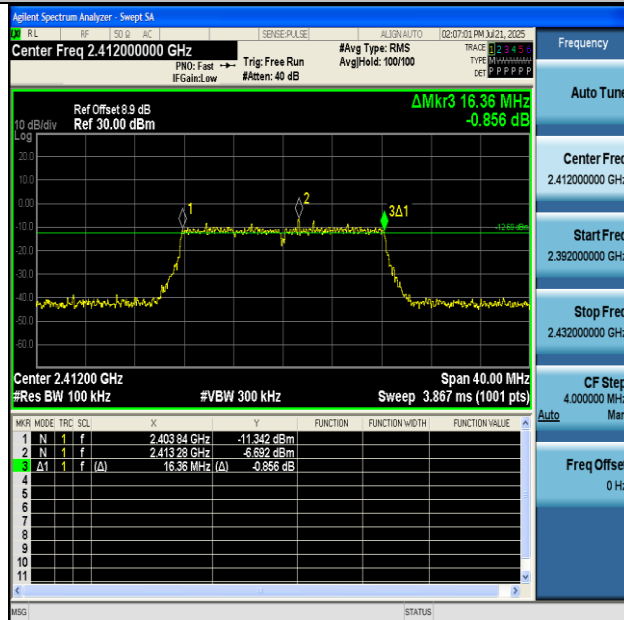 Agilent Spectrum Analyzer - Swept SA
RL RF 50 Ω AC SENSE:PULSE ALIGN AUTO 02:07:01 PM Jul 21, 2025
Center Freq 2.412000000 GHz
#Avg Type: RMS
TRACE 1 2 3 4 5 6
PNO: Fast Trig: Free Run
Avg|Hold: 100/100
TYPE M
IFGain:Low #Atten: 40 dB
DET P P P P P P
ΔMkr3 16.36 MHz
-0.856 dB
Ref Offset 8.9 dB
10 dB/div Ref 30.00 dBm
Log
20.0
10.0
0.00
-10.0
-20.0
-30.0
-40.0
-50.0
-60.0
1
2
3Δ1
Center 2.41200 GHz Span 40.00 MHz
#Res BW 100 kHz #VBW 300 kHz Sweep 3.867 ms (1001 pts)
MKR MODE TRC SCL X Y FUNCTION FUNCTION WIDTH FUNCTION VALUE
1 N 1 f 2.403 84 GHz -11.342 dBm
2 N 1 f 2.413 28 GHz -6.692 dBm
3 Δ1 1 f (Δ) 16.36 MHz (Δ) -0.856 dB
4
5
6
7
8
9
10
11
MSG STATUS
Frequency
Auto Tune
Center Freq
2.412000000 GHz
Start Freq
2.392000000 GHz
Stop Freq
2.432000000 GHz
CF Step
4.000000 MHz
Auto Man
Freq Offset
0 Hz